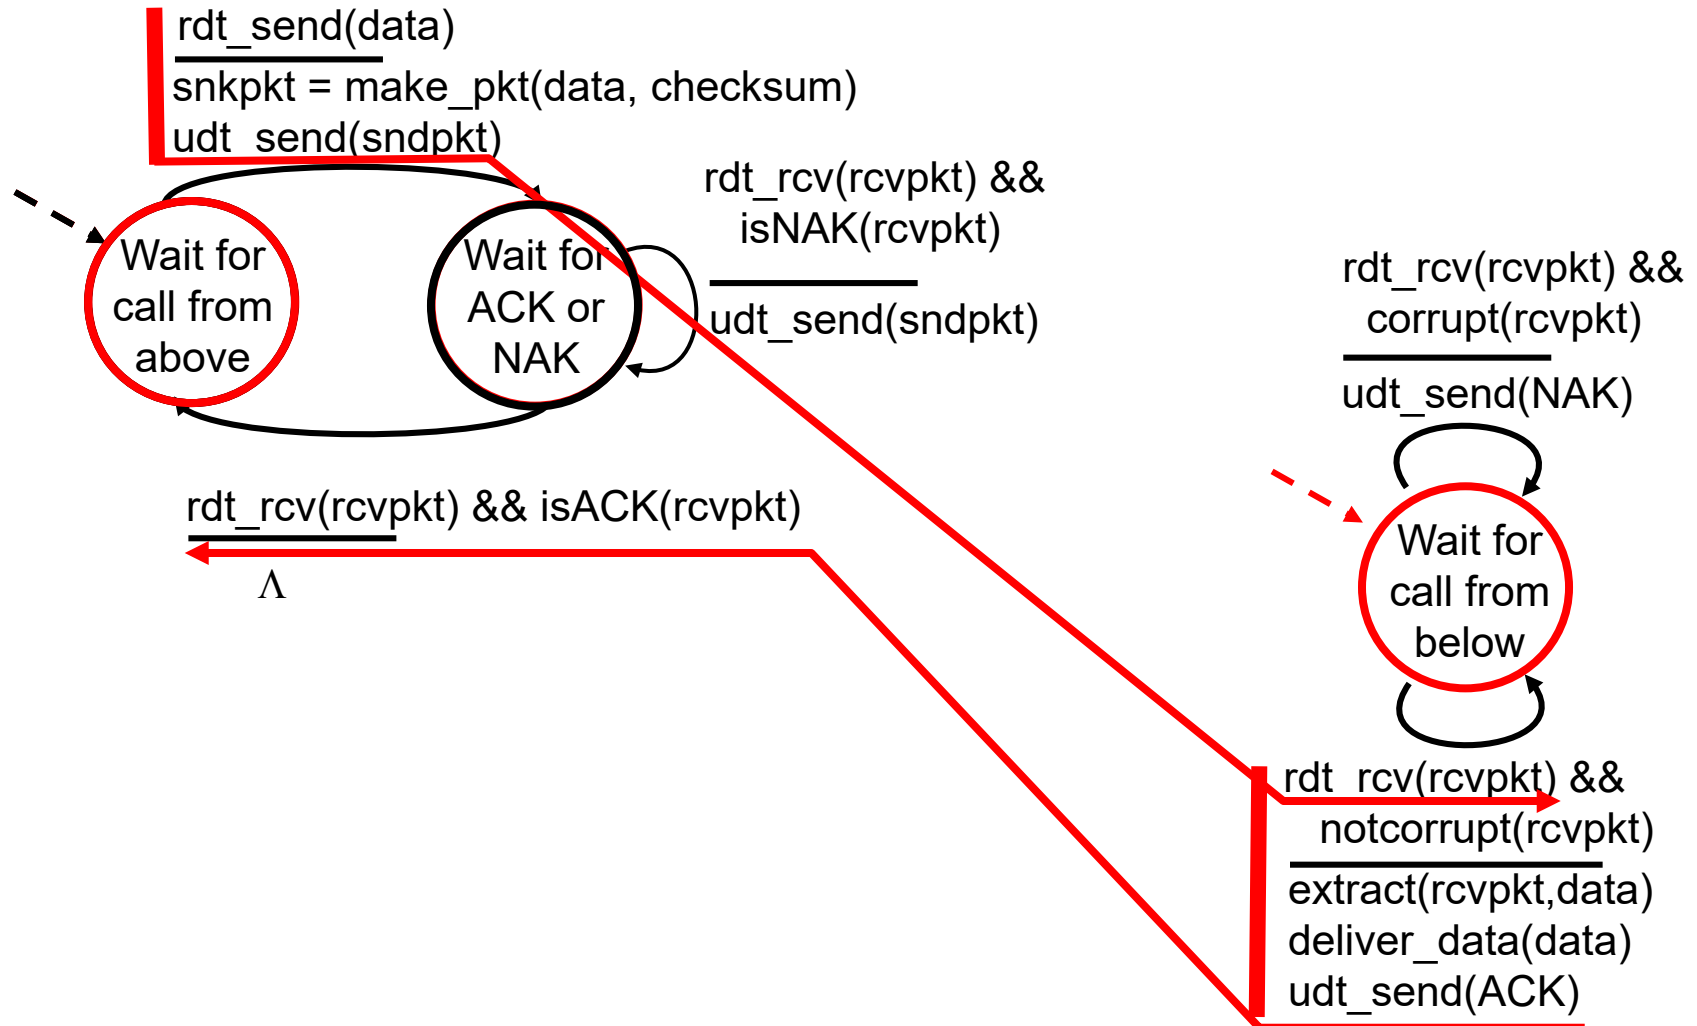 rdt_send(data)
snkpkt = make_pkt(data, checksum)
udt_send(sndpkt)
Wait for
call from
above
Wait for
ACK or
NAK
rdt_rcv(rcvpkt) &&
isNAK(rcvpkt)
udt_send(sndpkt)
rdt_rcv(rcvpkt) && isACK(rcvpkt)
Λ
rdt_rcv(rcvpkt) &&
corrupt(rcvpkt)
udt_send(NAK)
Wait for
call from
below
rdt_rcv(rcvpkt) &&
notcorrupt(rcvpkt)
extract(rcvpkt,data)
deliver_data(data)
udt_send(ACK)